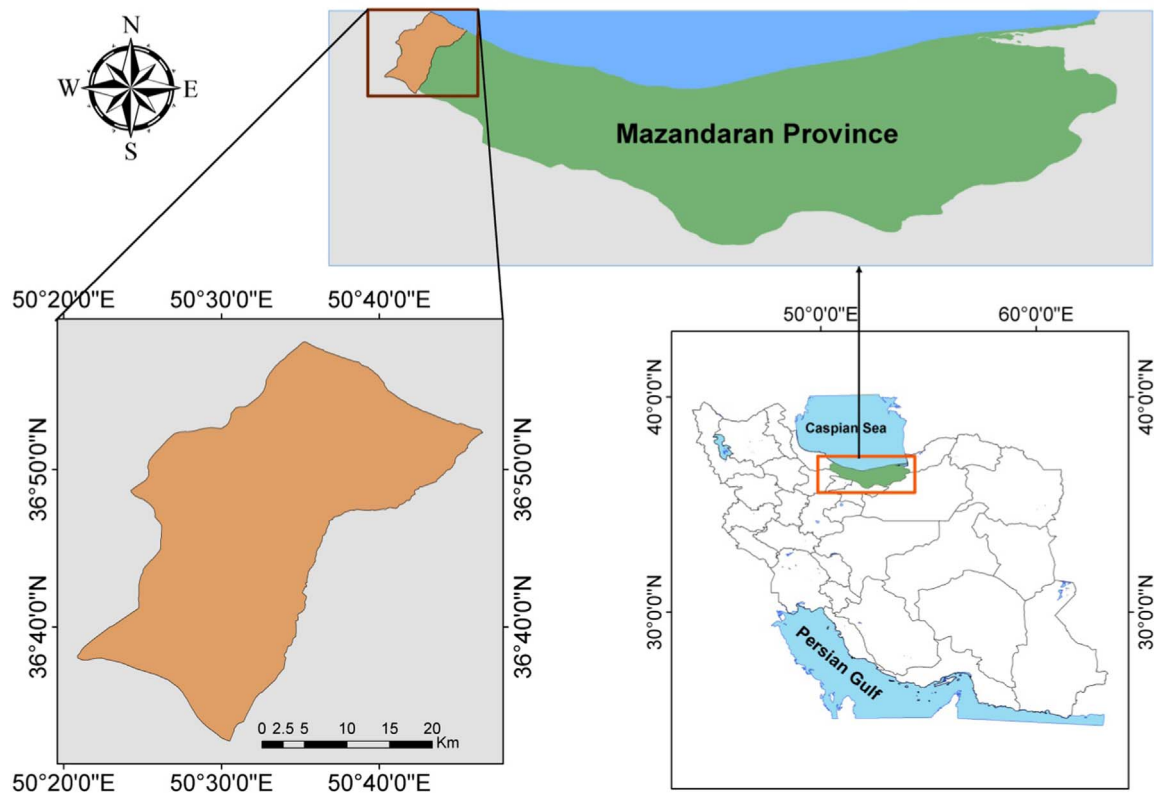 N
W
E
S
Mazandaran Province
50°20'0"E
50°30'0"E
50°40'0"E
36°50'0"N
36°50'0"N
36°40'0"N
36°40'0"N
0 2.5 5 10 15 20
Km
50°20'0"E
50°30'0"E
50°40'0"E
50°0'0"E
60°0'0"E
40°0'0"N
40°0'0"N
Caspian Sea
30°0'0"N
30°0'0"N
Persian Gulf